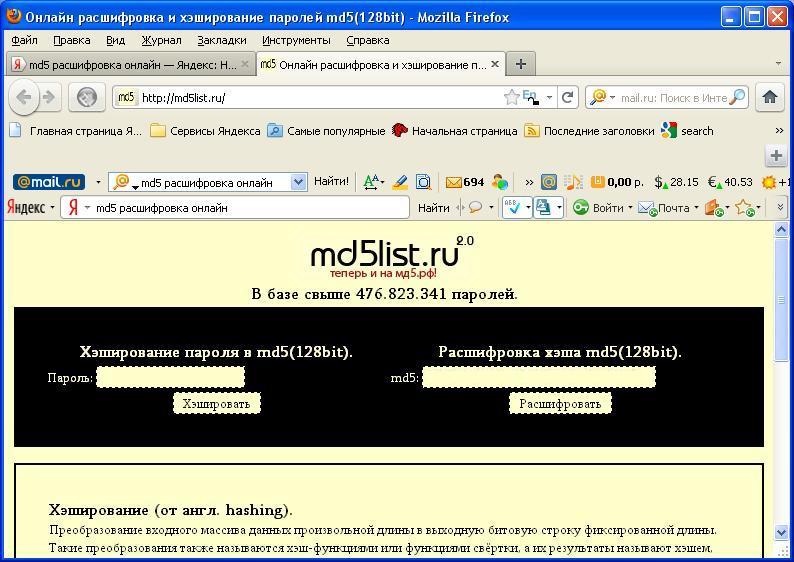 Онлайн расшифровка и хэширование паролей md5(128bit) - Mozilla Firefox
Файл Правка Вид Журнал Закладки Инструменты Справка
md5 расшифровка онлайн — Яндекс: Н... md5 Онлайн расшифровка и хэширование п...
md5 http://md5list.ru/ mail.ru: Поиск в Инте
Главная страница Я... Сервисы Яндекса Самые популярные Начальная страница Последние заголовки search
@mail.ru md5 расшифровка онлайн Найти! 694 0,00 р. $ 28.15 € 40.53 +1
Яндекс Я md5 расшифровка онлайн Найти Войти Почта
md5list.ru 2.0
теперь и на мд5.рф!
В базе свыше 476.823.341 паролей.
Хэширование пароля в md5(128bit). Расшифровка хэша md5(128bit).
Пароль: md5:
Хэшировать Расшифровать
Хэширование (от англ. hashing).
Преобразование входного массива данных произвольной длины в выходную битовую строку фиксированной длины.
Такие преобразования также называются хэш-функциями или функциями свёртки, а их результаты называют хэшем,